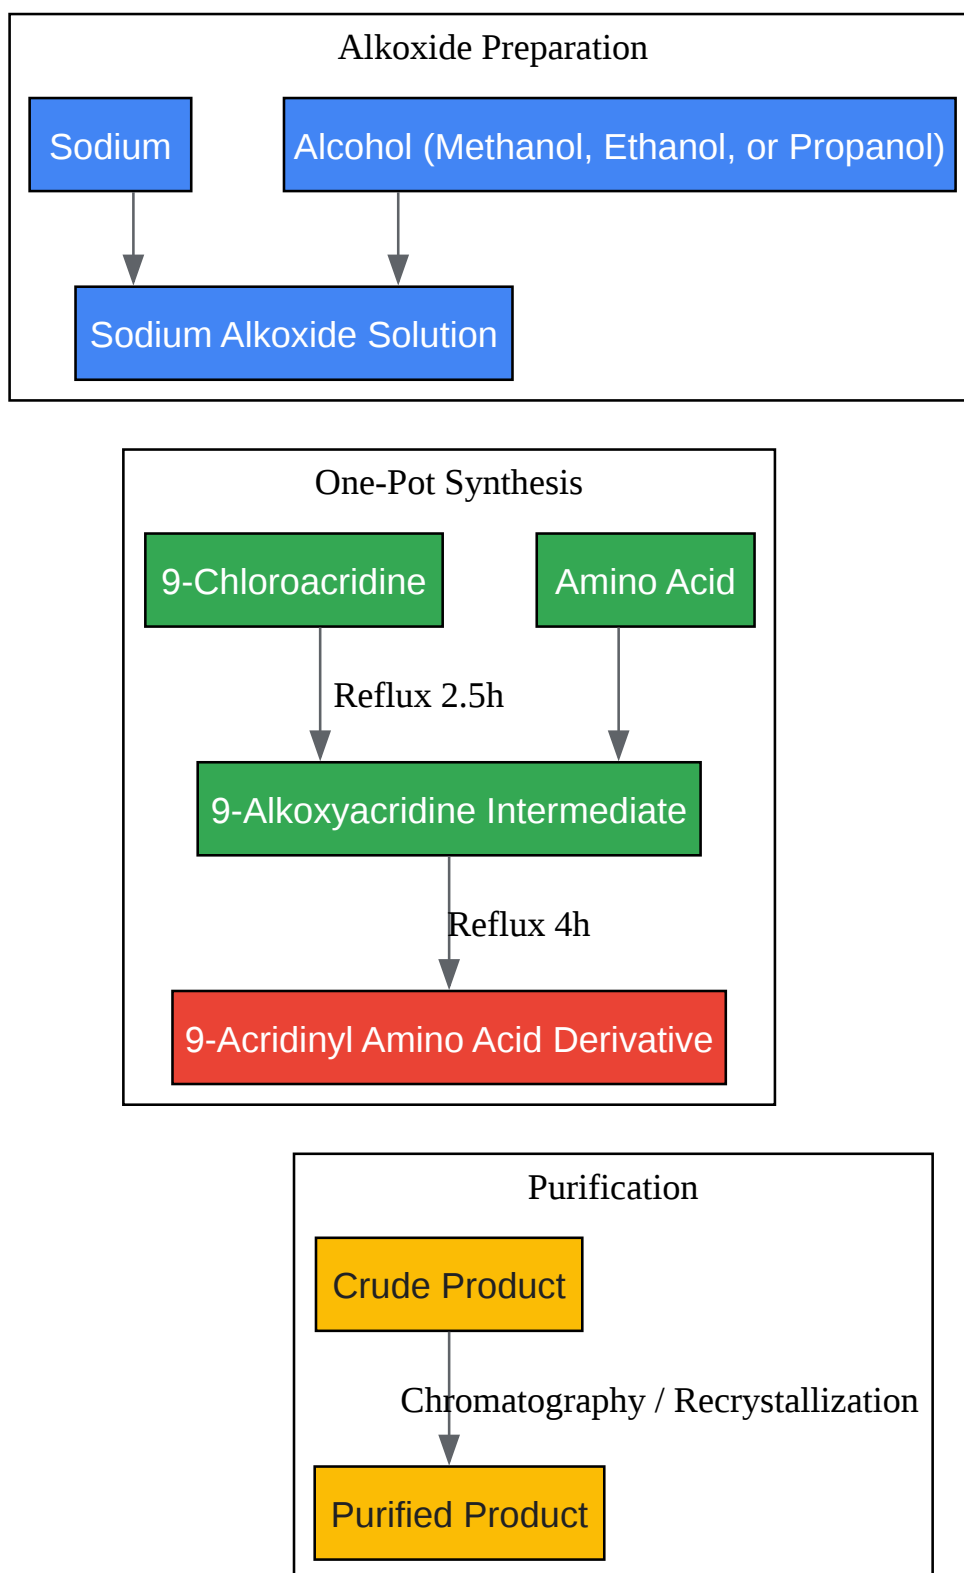 Alkoxide Preparation
Sodium
Alcohol (Methanol, Ethanol, or Propanol)
Sodium Alkoxide Solution
One-Pot Synthesis
9-Chloroacridine
Amino Acid
Reflux 2.5h
9-Alkoxyacridine Intermediate
Reflux 4h
9-Acridinyl Amino Acid Derivative
Purification
Crude Product
Chromatography / Recrystallization
Purified Product